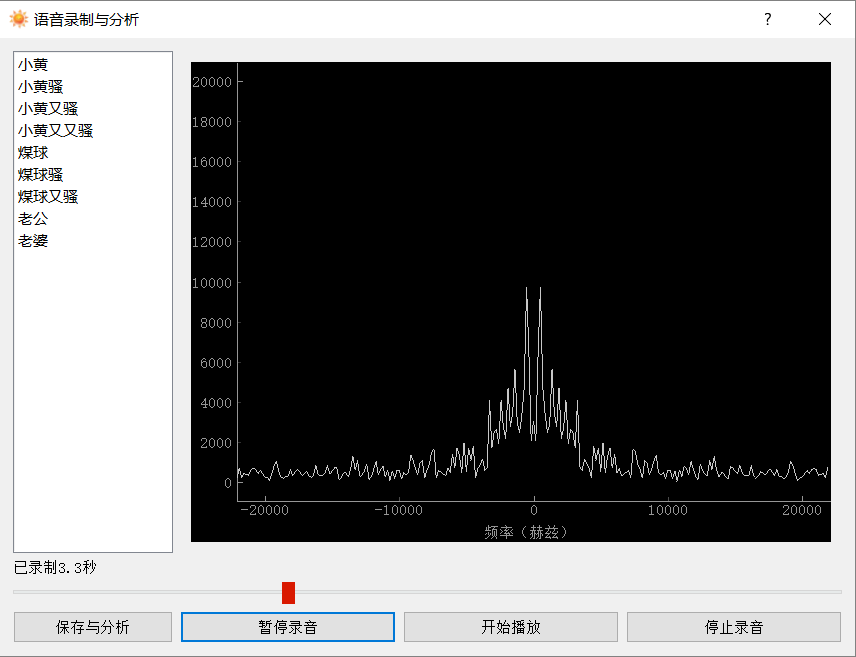 语音录制与分析
?
小黄
小黄骚
小黄又骚
小黄又又骚
煤球
煤球骚
煤球又骚
老公
老婆
20000
18000
16000
14000
12000
10000
8000
6000
4000
2000
0
-20000 -10000 0 10000 20000
频率（赫兹）
已录制3.3秒
保存与分析 暂停录音 开始播放 停止录音